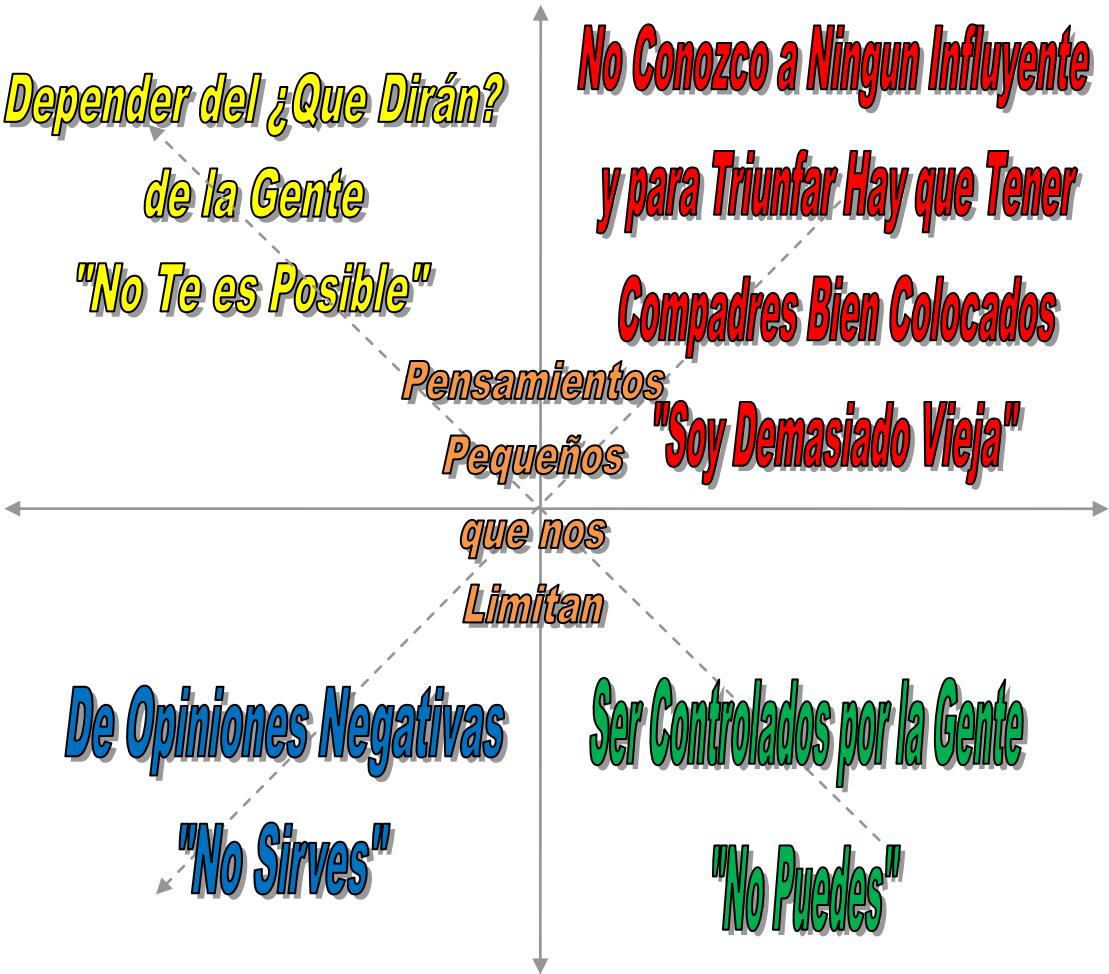 Depender del ¿Que Dirán?
de la Gente
"No Te es Posible"
No Conozco a Ningun Influyente
y para Triunfar Hay que Tener
Compadres Bien Colocados
"Soy Demasiado Vieja"
Pensamientos
Pequeños
que nos
Limitan
De Opiniones Negativas
"No Sirves"
Ser Controlados por la Gente
"No Puedes"